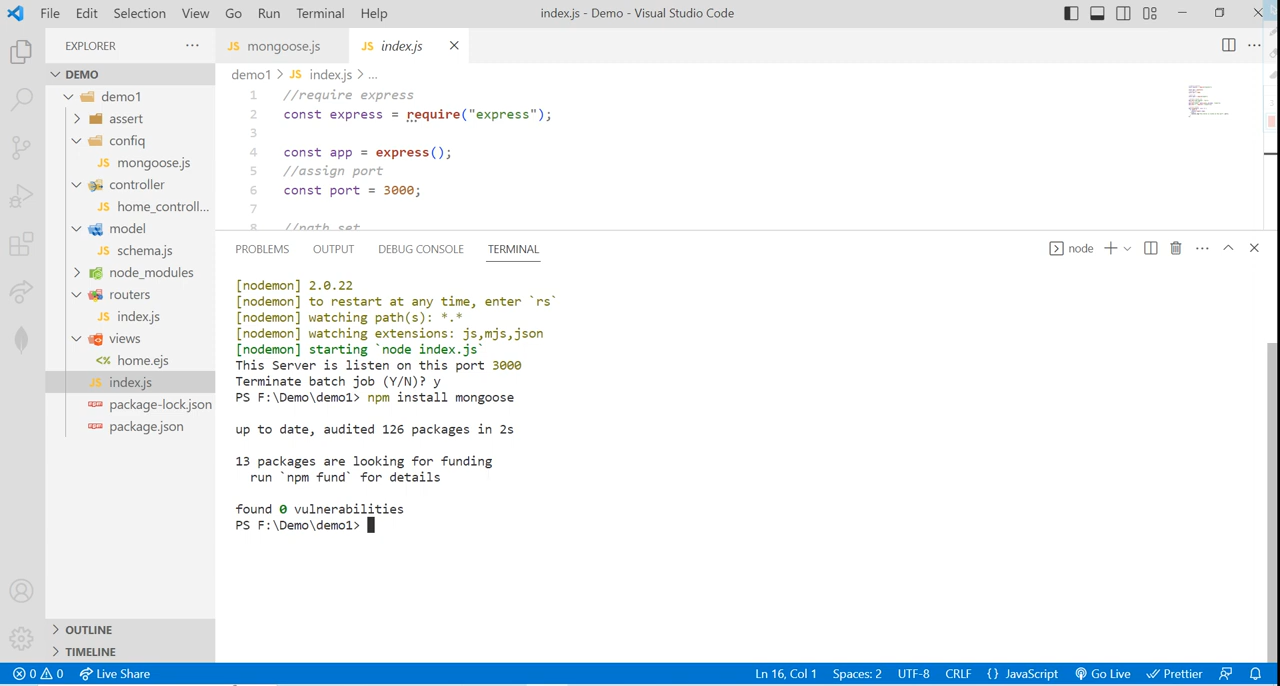 File Edit Selection View Go Run Terminal Help
index.js - Demo - Visual Studio Code
EXPLORER
DEMO
demo1
assert
confiq
JS mongoose.js
controller
JS home_controll...
model
JS schema.js
node_modules
routers
JS index.js
views
<% home.ejs
JS index.js
package-lock.json
package.json
OUTLINE
TIMELINE
JS mongoose.js
JS index.js
demo1 > JS index.js > ...
1 //require express
2 const express = require("express");
3
4 const app = express();
5 //assign port
6 const port = 3000;
7
8 //path set
PROBLEMS OUTPUT DEBUG CONSOLE TERMINAL
node
[nodemon] 2.0.22
[nodemon] to restart at any time, enter `rs`
[nodemon] watching path(s): *.*
[nodemon] watching extensions: js,mjs,json
[nodemon] starting `node index.js`
This Server is listen on this port 3000
Terminate batch job (Y/N)? y
PS F:\Demo\demo1> npm install mongoose
up to date, audited 126 packages in 2s
13 packages are looking for funding
run `npm fund` for details
found 0 vulnerabilities
PS F:\Demo\demo1>
0 0 Live Share
Ln 16, Col 1 Spaces: 2 UTF-8 CRLF {} JavaScript Go Live Prettier